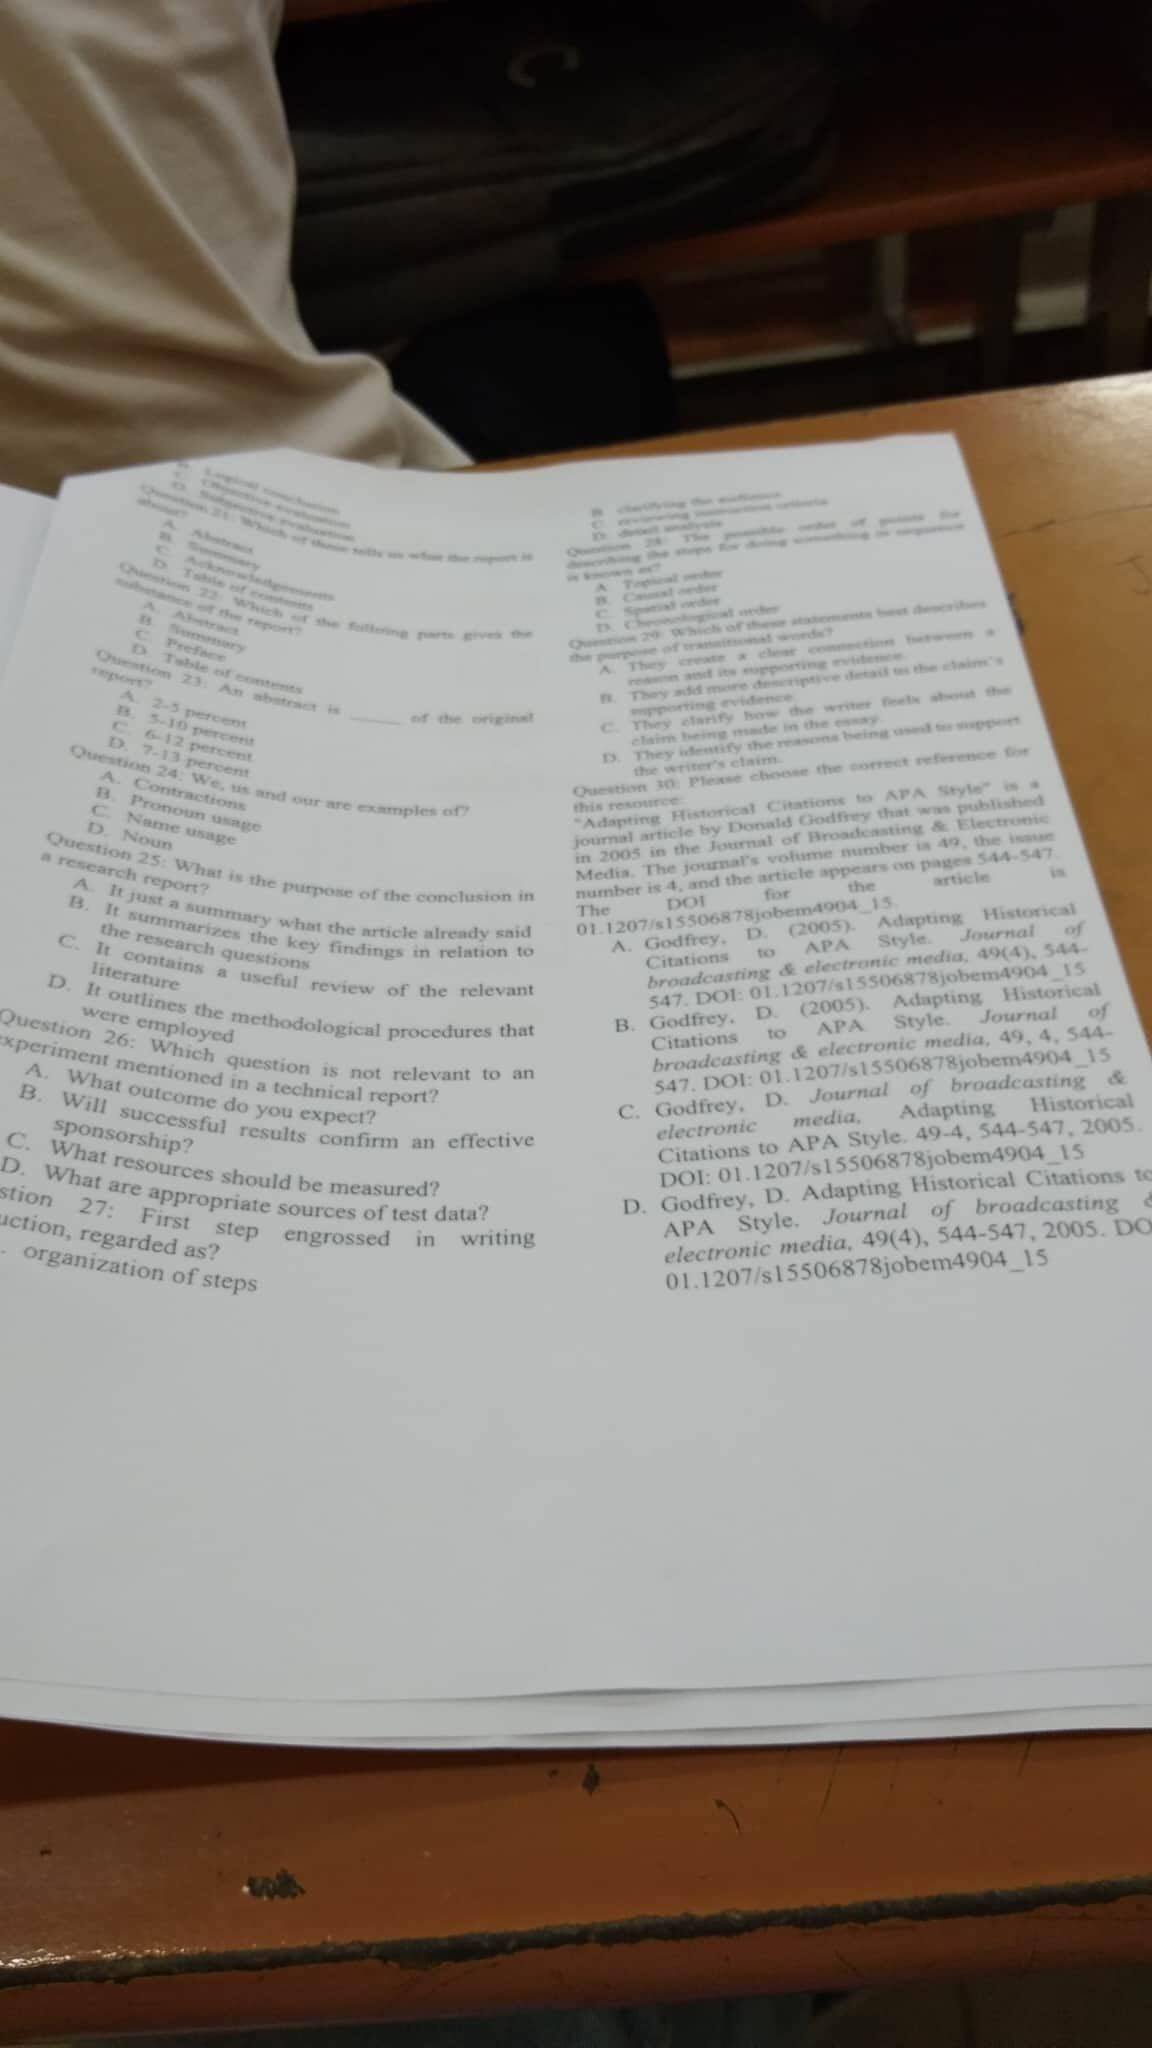 B. Logical conclusion
C. Objective evaluation
D. Subjective evaluation
Question 21: Which of these tells us what the report is
about?
A. Abstract
B. Summary
C. Acknowledgements
D. Table of contents
Question 22: Which of the following parts gives the
substance of the report?
A. Abstract
B. Summary
C. Preface
D. Table of contents
Question 23: An abstract is ______ of the original
report?
A. 2-5 percent
B. 5-10 percent
C. 6-12 percent
D. 7-13 percent
Question 24: We, us and our are examples of?
A. Contractions
B. Pronoun usage
C. Name usage
D. Noun
Question 25: What is the purpose of the conclusion in
a research report?
A. It just a summary what the article already said
B. It summarizes the key findings in relation to
the research questions
C. It contains a useful review of the relevant
literature
D. It outlines the methodological procedures that
were employed
Question 26: Which question is not relevant to an
experiment mentioned in a technical report?
A. What outcome do you expect?
B. Will successful results confirm an effective
sponsorship?
C. What resources should be measured?
D. What are appropriate sources of test data?
stion 27: First step engrossed in writing
uction, regarded as?
. organization of steps
B. clarifying the audience
C. reviewing instruction criteria
D. detail analysis
Question 28: The possible order of points for
describing the steps for doing something in sequence
is known as?
A. Topical order
B. Causal order
C. Spatial order
D. Chronological order
Question 29: Which of these statements best describes
the purpose of transitional words?
A. They create a clear connection between a
reason and its supporting evidence.
B. They add more descriptive detail to the claim's
supporting evidence.
C. They clarify how the writer feels about the
claim being made in the essay.
D. They identify the reasons being used to support
the writer's claim.
Question 30: Please choose the correct reference for
this resource:
"Adapting Historical Citations to APA Style" is a
journal article by Donald Godfrey that was published
in 2005 in the Journal of Broadcasting & Electronic
Media. The journal's volume number is 49, the issue
number is 4, and the article appears on pages 544-547.
The DOI for the article is
01.1207/s15506878jobem4904_15.
A. Godfrey, D. (2005). Adapting Historical
Citations to APA Style. Journal of
broadcasting & electronic media, 49(4), 544-
547. DOI: 01.1207/s15506878jobem4904_15
B. Godfrey, D. (2005). Adapting Historical
Citations to APA Style. Journal of
broadcasting & electronic media, 49, 4, 544-
547. DOI: 01.1207/s15506878jobem4904_15
C. Godfrey, D. Journal of broadcasting &
electronic media, Adapting Historical
Citations to APA Style. 49-4, 544-547, 2005.
DOI: 01.1207/s15506878jobem4904_15
D. Godfrey, D. Adapting Historical Citations to
APA Style. Journal of broadcasting &
electronic media, 49(4), 544-547, 2005. DO
01.1207/s15506878jobem4904_15